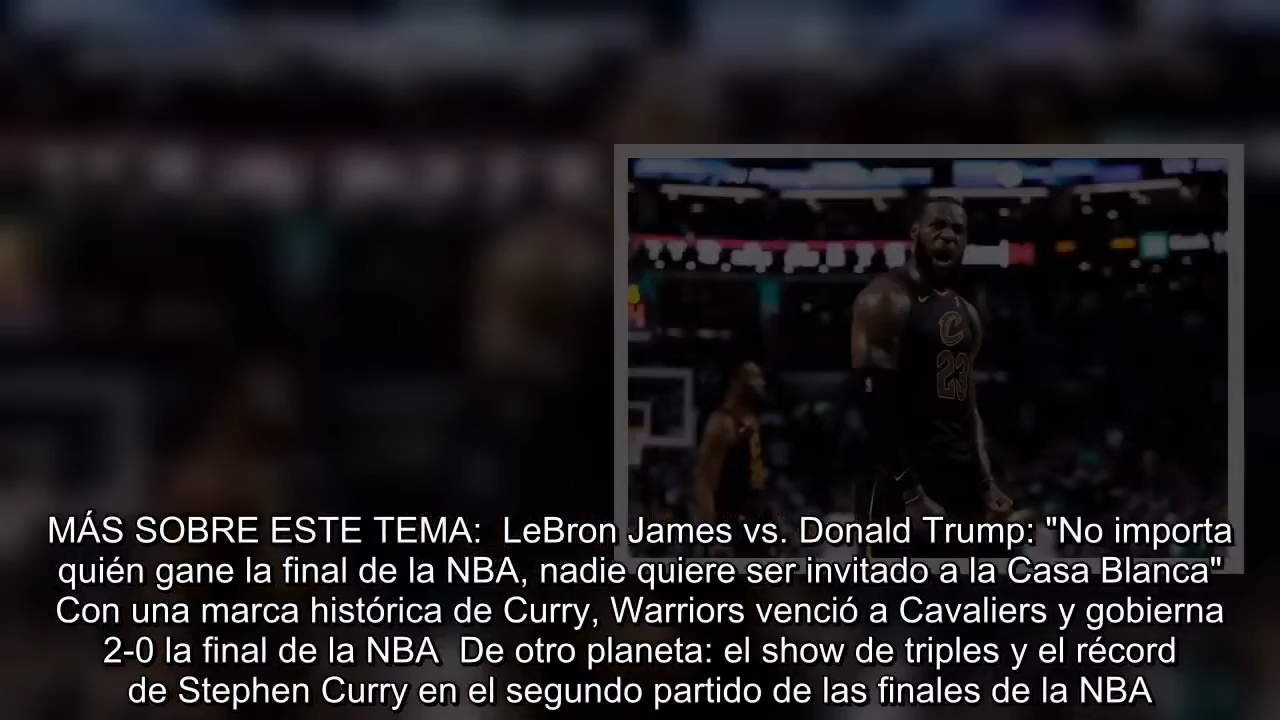 C
23
MÁS SOBRE ESTE TEMA:  LeBron James vs. Donald Trump: "No importa
quién gane la final de la NBA, nadie quiere ser invitado a la Casa Blanca"
Con una marca histórica de Curry, Warriors venció a Cavaliers y gobierna
2-0 la final de la NBA  De otro planeta: el show de triples y el récord
de Stephen Curry en el segundo partido de las finales de la NBA